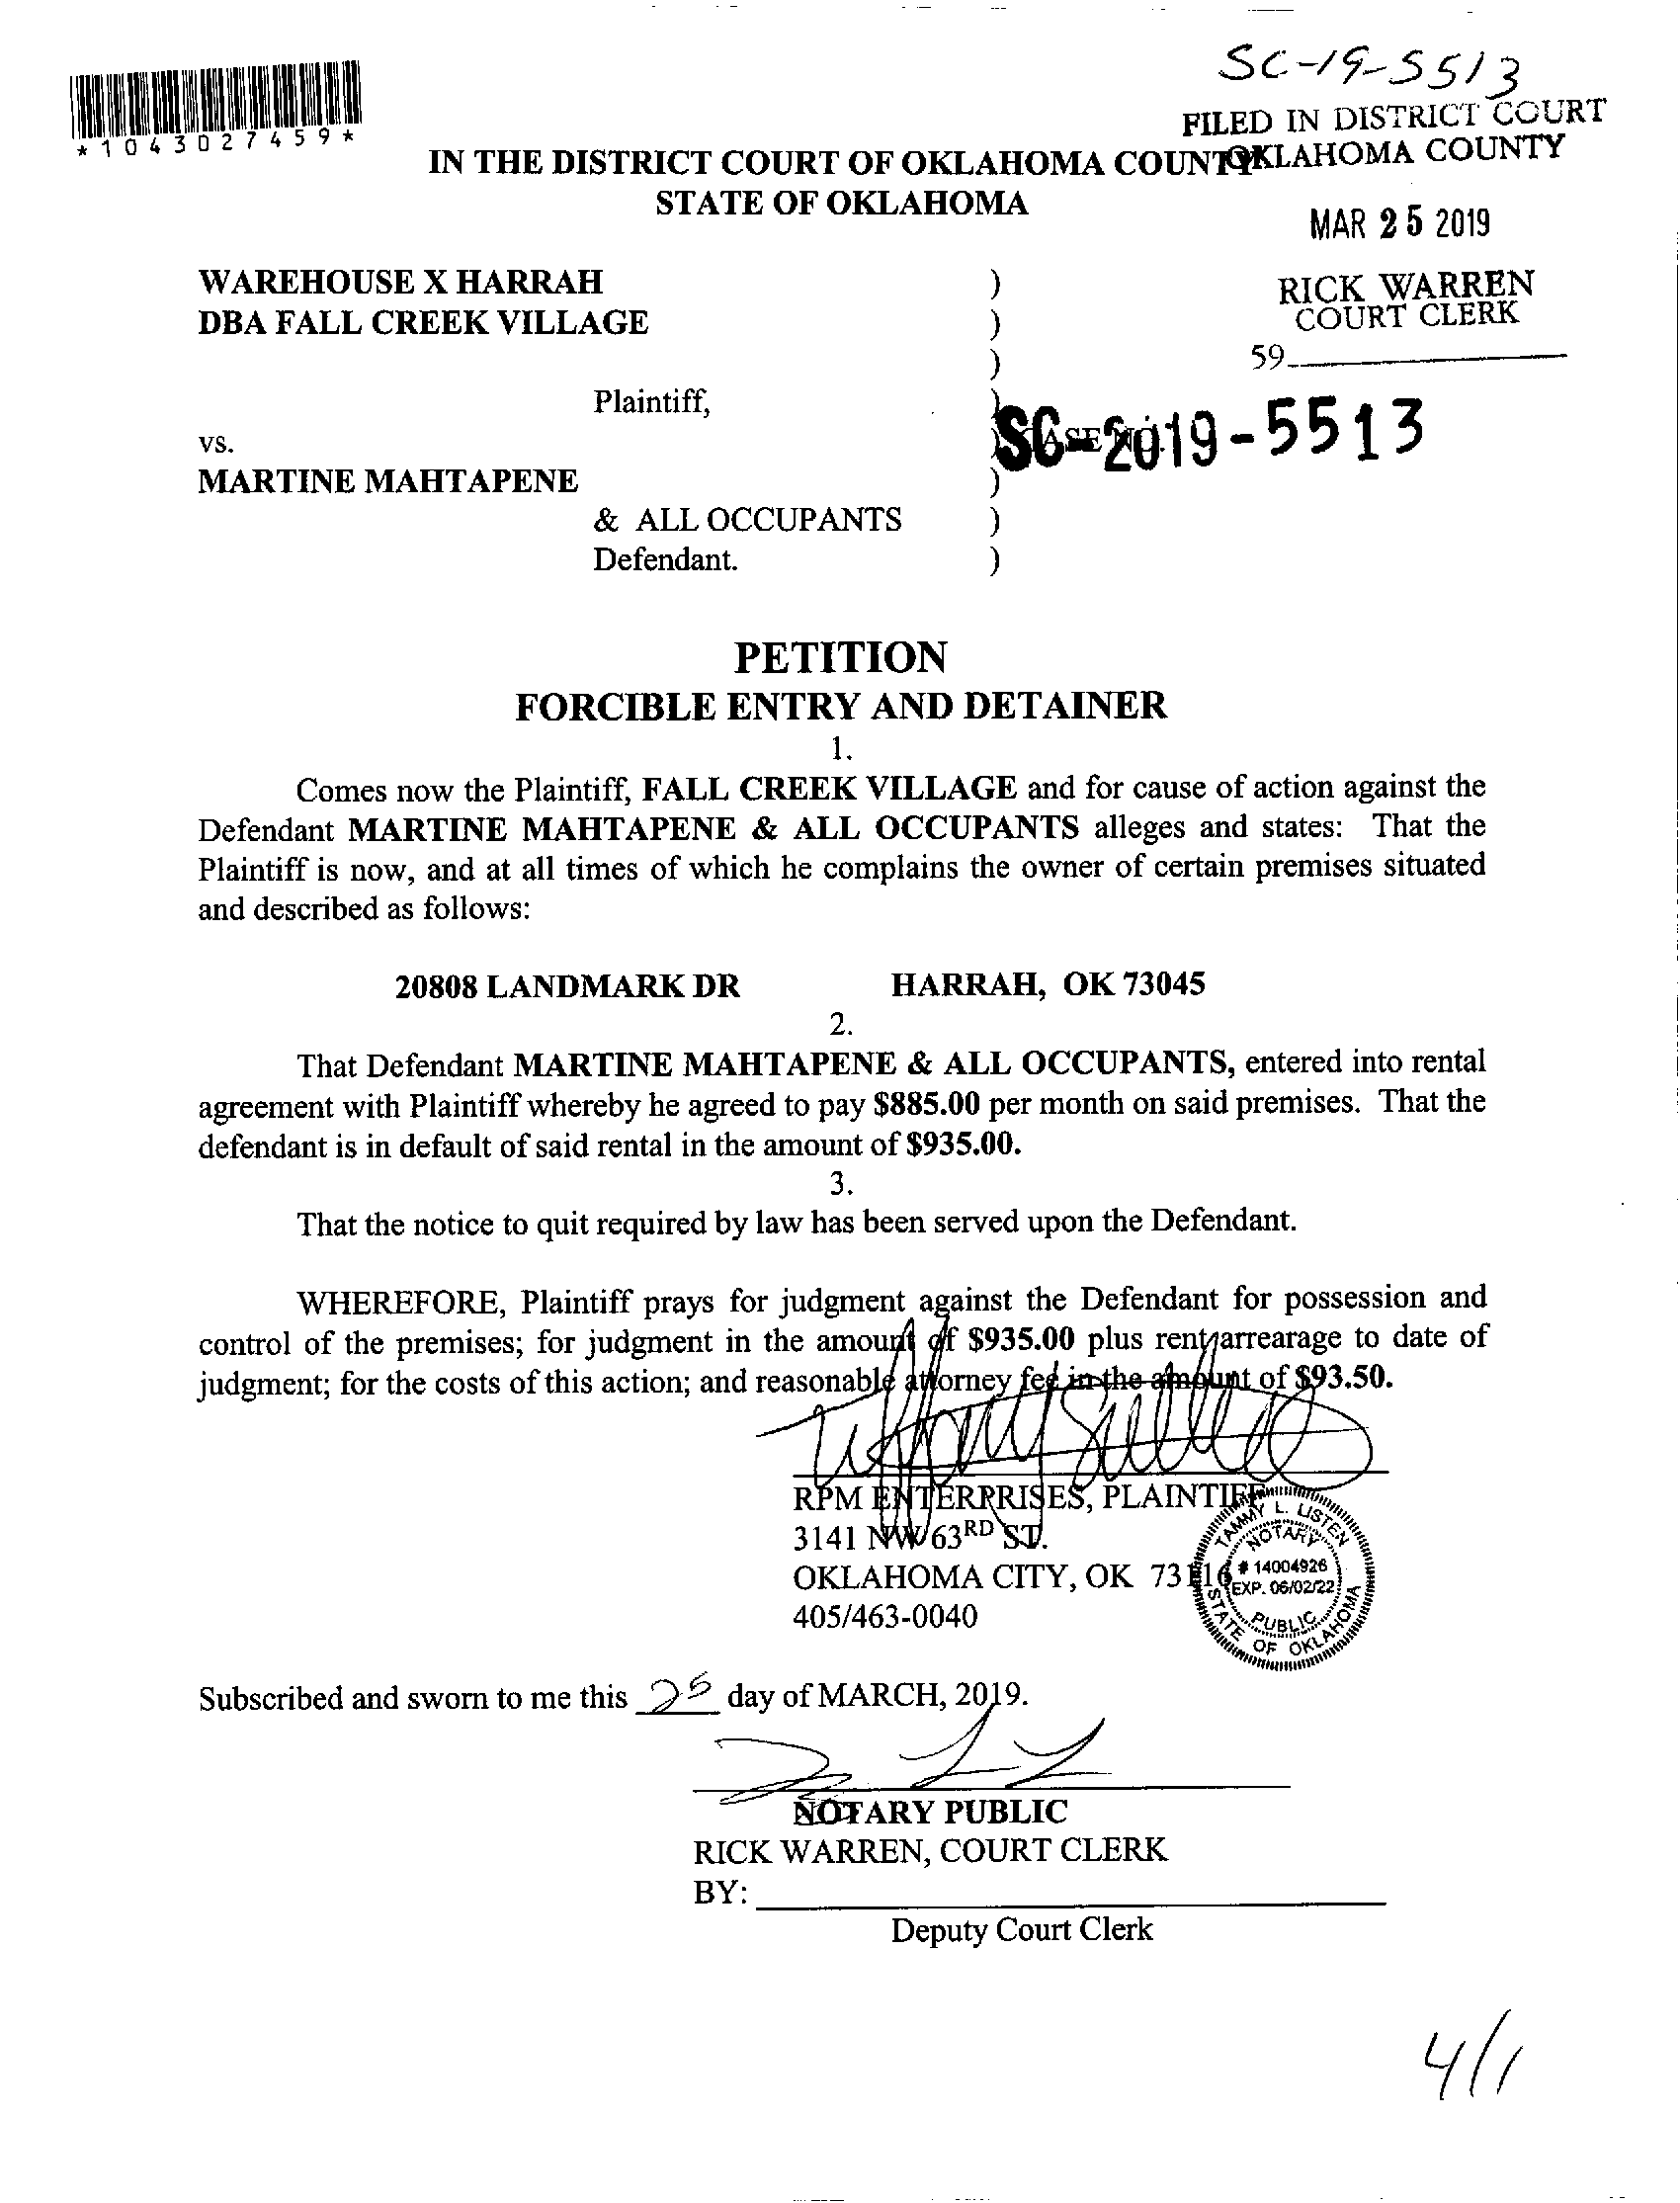 SC-19-5513
FILED IN DISTRICT COURT
OKLAHOMA COUNTY
*1043027459*
IN THE DISTRICT COURT OF OKLAHOMA COUNTY
STATE OF OKLAHOMA
MAR 25 2019
WAREHOUSE X HARRAH )
DBA FALL CREEK VILLAGE )
)
RICK WARREN
COURT CLERK
59
Plaintiff, )
vs. ) CASE NO.
SC-2019-5513
MARTINE MAHTAPENE )
& ALL OCCUPANTS )
Defendant. )
PETITION
FORCIBLE ENTRY AND DETAINER
1.
Comes now the Plaintiff, FALL CREEK VILLAGE and for cause of action against the
Defendant MARTINE MAHTAPENE & ALL OCCUPANTS alleges and states: That the
Plaintiff is now, and at all times of which he complains the owner of certain premises situated
and described as follows:
20808 LANDMARK DR HARRAH, OK 73045
2.
That Defendant MARTINE MAHTAPENE & ALL OCCUPANTS, entered into rental
agreement with Plaintiff whereby he agreed to pay $885.00 per month on said premises. That the
defendant is in default of said rental in the amount of $935.00.
3.
That the notice to quit required by law has been served upon the Defendant.
WHEREFORE, Plaintiff prays for judgment against the Defendant for possession and
control of the premises; for judgment in the amount of $935.00 plus rent arrearage to date of
judgment; for the costs of this action; and reasonable attorney fee in the amount of $93.50.
RPM ENTERPRISES, PLAINTIFF
3141 NW 63RD ST.
OKLAHOMA CITY, OK 73116
405/463-0040
TAMMY L. LISTEN
NOTARY
# 14004926
EXP. 06/02/22
PUBLIC
STATE OF OKLAHOMA
Subscribed and sworn to me this 25 day of MARCH, 2019.
NOTARY PUBLIC
RICK WARREN, COURT CLERK
BY:
Deputy Court Clerk
4/1